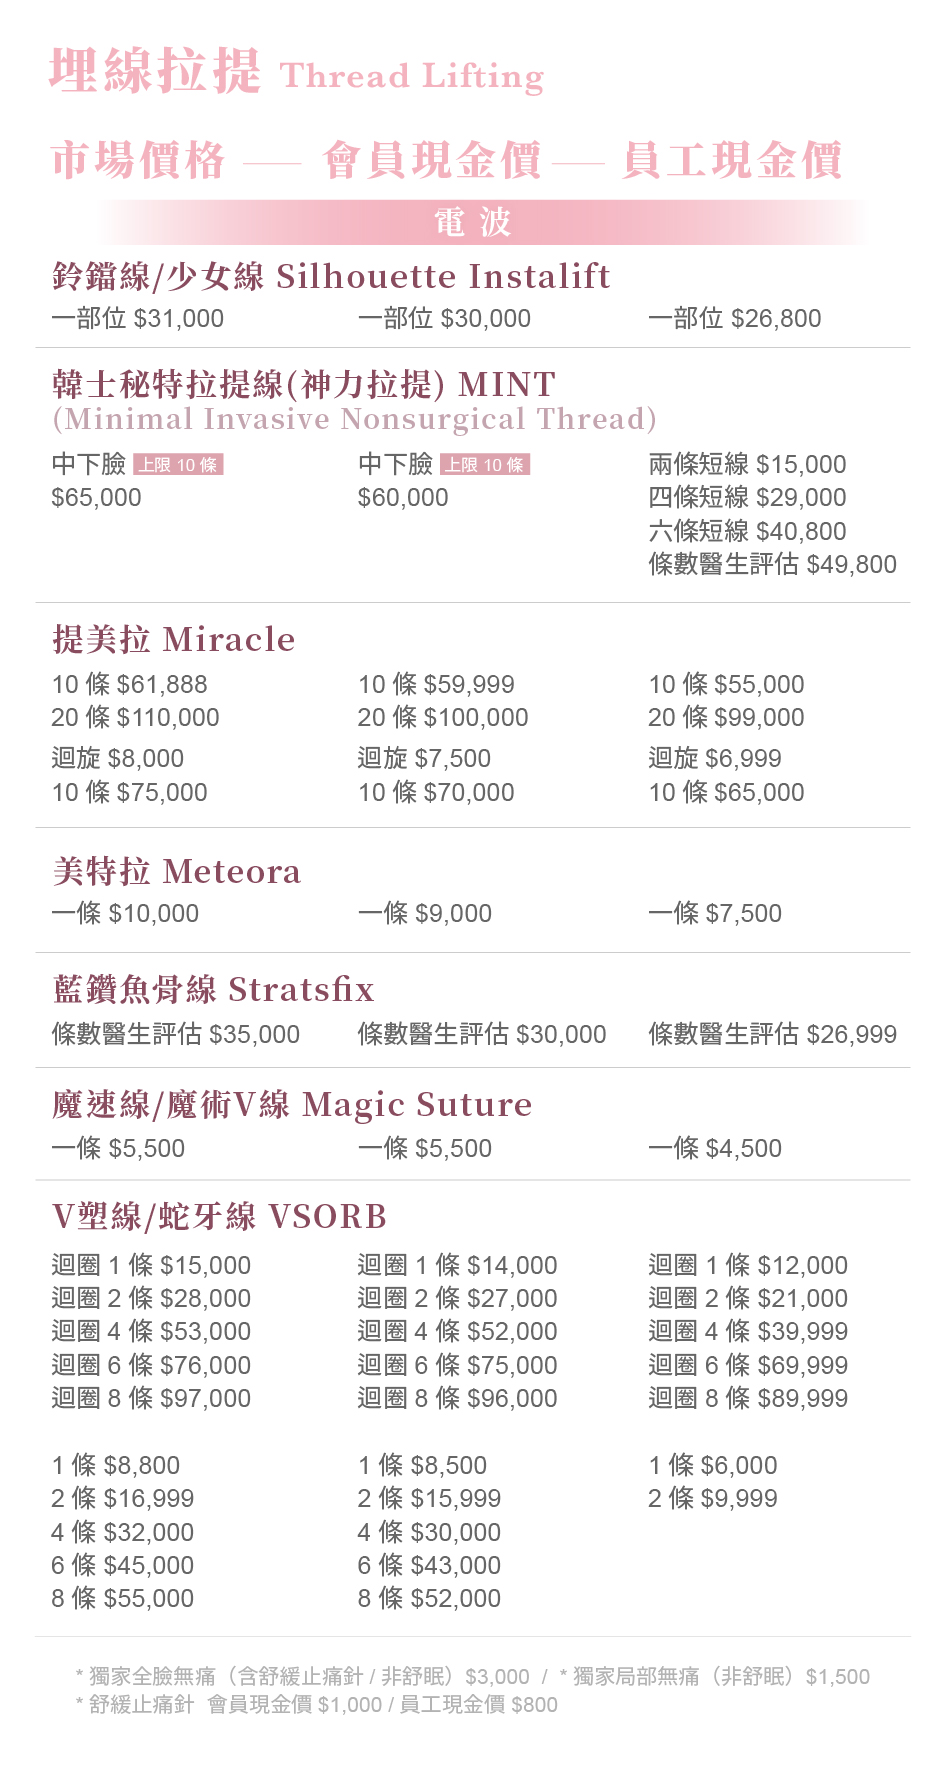 埋線拉提 Thread Lifting
市場價格 —— 會員現金價 —— 員工現金價
電波
鈴鐺線/少女線 Silhouette Instalift
一部位 $31,000 一部位 $30,000 一部位 $26,800
韓士秘特拉提線(神力拉提) MINT
(Minimal Invasive Nonsurgical Thread)
中下臉 上限 10 條 中下臉 上限 10 條 兩條短線 $15,000
$65,000 $60,000 四條短線 $29,000
六條短線 $40,800
條數醫生評估 $49,800
提美拉 Miracle
10 條 $61,888 10 條 $59,999 10 條 $55,000
20 條 $110,000 20 條 $100,000 20 條 $99,000
迴旋 $8,000 迴旋 $7,500 迴旋 $6,999
10 條 $75,000 10 條 $70,000 10 條 $65,000
美特拉 Meteora
一條 $10,000 一條 $9,000 一條 $7,500
藍鑽魚骨線 Stratsfix
條數醫生評估 $35,000 條數醫生評估 $30,000 條數醫生評估 $26,999
魔速線/魔術V線 Magic Suture
一條 $5,500 一條 $5,500 一條 $4,500
V塑線/蛇牙線 VSORB
迴圈 1 條 $15,000 迴圈 1 條 $14,000 迴圈 1 條 $12,000
迴圈 2 條 $28,000 迴圈 2 條 $27,000 迴圈 2 條 $21,000
迴圈 4 條 $53,000 迴圈 4 條 $52,000 迴圈 4 條 $39,999
迴圈 6 條 $76,000 迴圈 6 條 $75,000 迴圈 6 條 $69,999
迴圈 8 條 $97,000 迴圈 8 條 $96,000 迴圈 8 條 $89,999
1 條 $8,800 1 條 $8,500 1 條 $6,000
2 條 $16,999 2 條 $15,999 2 條 $9,999
4 條 $32,000 4 條 $30,000
6 條 $45,000 6 條 $43,000
8 條 $55,000 8 條 $52,000
* 獨家全臉無痛（含舒緩止痛針 / 非舒眠）$3,000 / * 獨家局部無痛（非舒眠）$1,500
* 舒緩止痛針 會員現金價 $1,000 / 員工現金價 $800